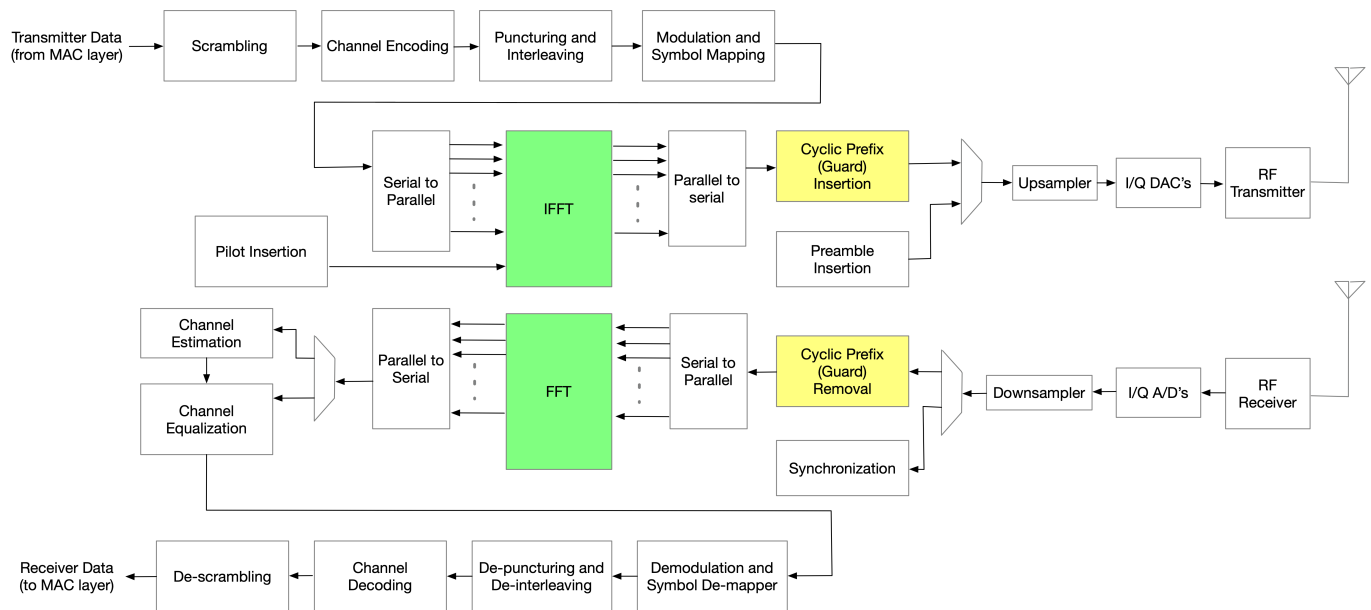 Transmitter Data
(from MAC layer)
Scrambling
Channel Encoding
Puncturing and
Interleaving
Modulation and
Symbol Mapping
Serial to
Parallel
IFFT
Parallel to
serial
Cyclic Prefix
(Guard)
Insertion
Upsampler
I/Q DAC's
RF
Transmitter
Pilot Insertion
Preamble
Insertion
Channel
Estimation
Channel
Equalization
Parallel to
Serial
FFT
Serial to
Parallel
Cyclic Prefix
(Guard)
Removal
Downsampler
I/Q A/D's
RF
Receiver
Synchronization
Receiver Data
(to MAC layer)
De-scrambling
Channel
Decoding
De-puncturing and
De-interleaving
Demodulation and
Symbol De-mapper